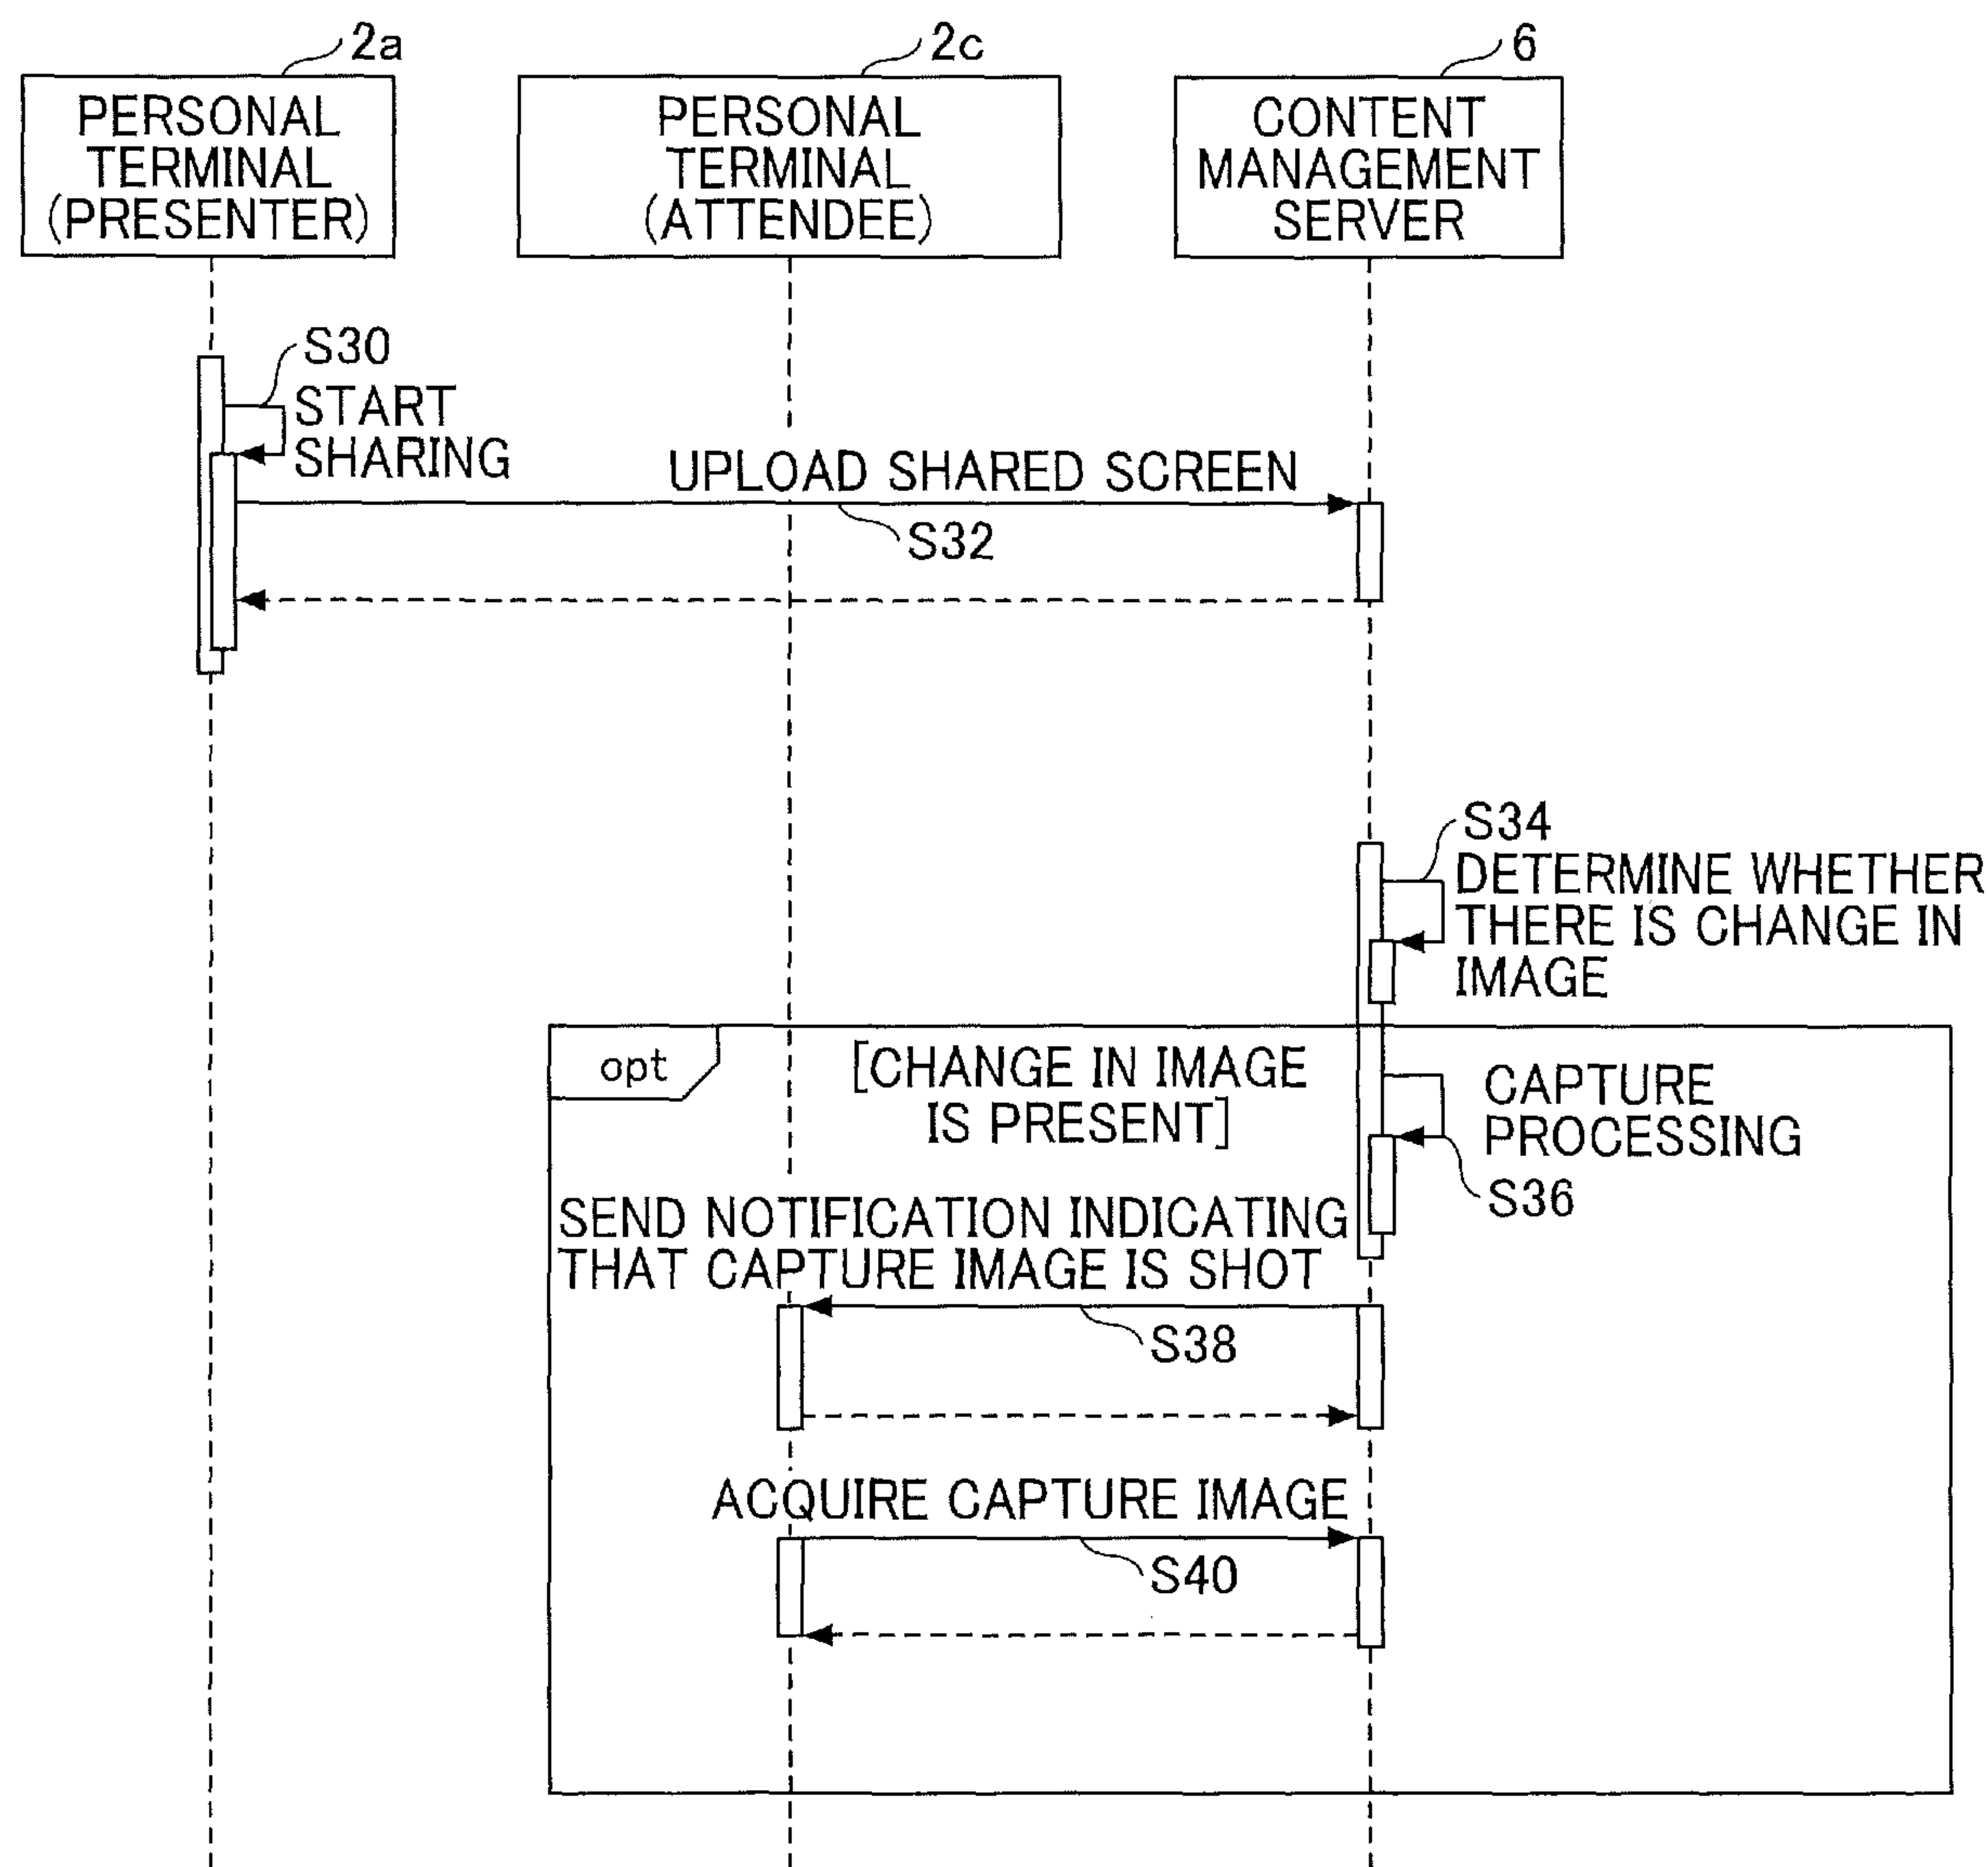 2a
2c
6
PERSONAL
TERMINAL
(PRESENTER)
PERSONAL
TERMINAL
(ATTENDEE)
CONTENT
MANAGEMENT
SERVER
S30
START
SHARING
UPLOAD SHARED SCREEN
S32
S34
DETERMINE WHETHER
THERE IS CHANGE IN
IMAGE
opt
[CHANGE IN IMAGE
IS PRESENT]
CAPTURE
PROCESSING
S36
SEND NOTIFICATION INDICATING
THAT CAPTURE IMAGE IS SHOT
S38
ACQUIRE CAPTURE IMAGE
S40